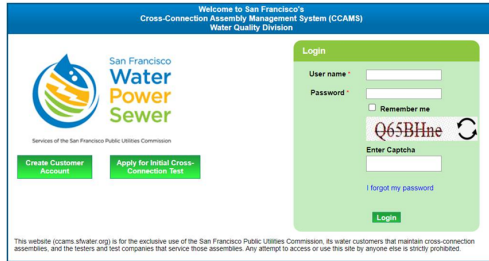 Welcome to San Francisco's
Cross-Connection Assembly Management System (CCAMS)
Water Quality Division
San Francisco
Water
Power
Sewer
Services of the San Francisco Public Utilities Commission
Create Customer
Account
Apply for Initial Cross-
Connection Test
Login
User name *
Password *
Remember me
Q65BHne
Enter Captcha
I forgot my password
Login
This website (ccams.sfwater.org) is for the exclusive use of the San Francisco Public Utilities Commission, its water customers that maintain cross-connection
assemblies, and the testers and test companies that service those assemblies. Any attempt to access or use this site by anyone else is strictly prohibited.